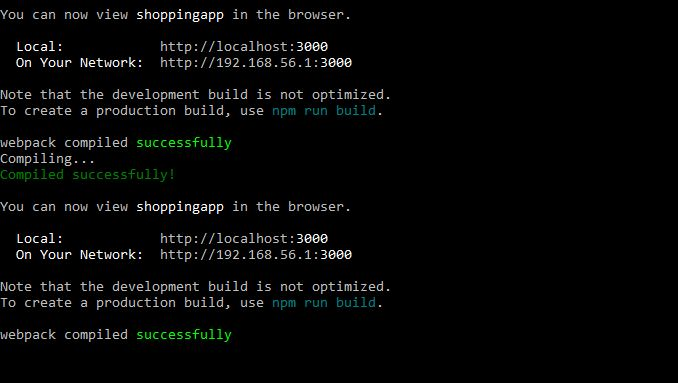 You can now view shoppingapp in the browser.
Local: http://localhost:3000
On Your Network: http://192.168.56.1:3000
Note that the development build is not optimized.
To create a production build, use npm run build.
webpack compiled successfully
Compiling...
Compiled successfully!
You can now view shoppingapp in the browser.
Local: http://localhost:3000
On Your Network: http://192.168.56.1:3000
Note that the development build is not optimized.
To create a production build, use npm run build.
webpack compiled successfully